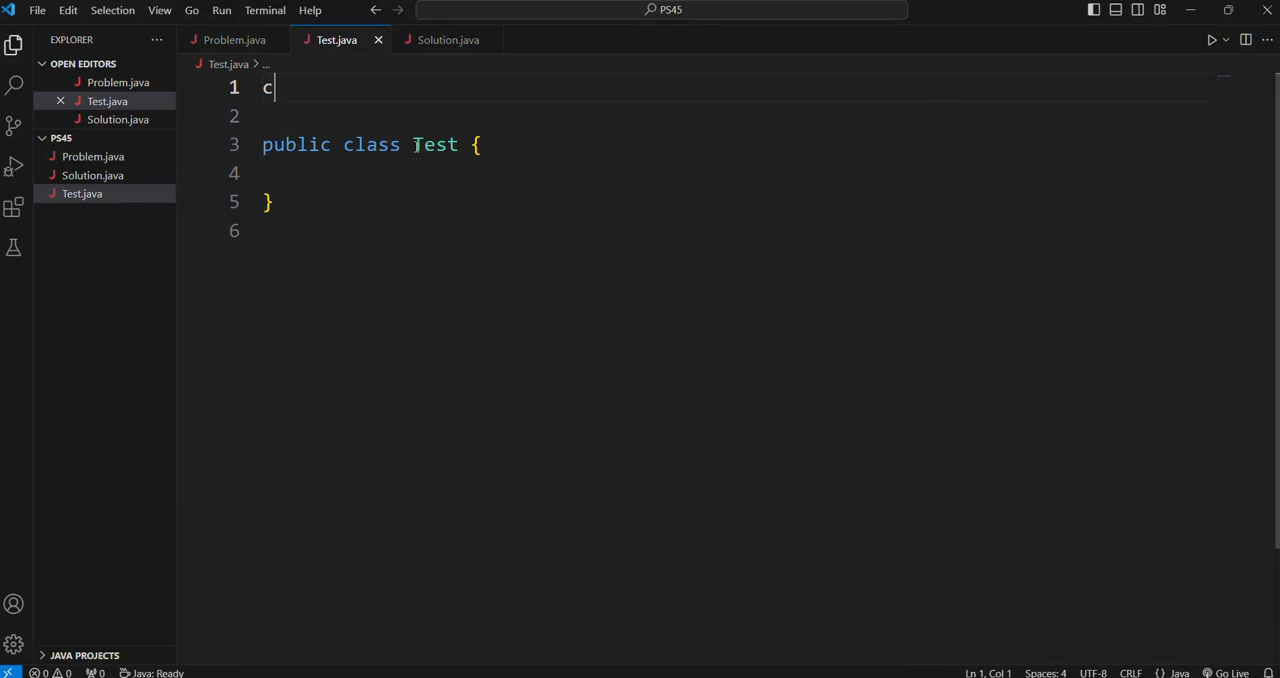 File Edit Selection View Go Run Terminal Help PS45
EXPLORER
Problem.java Test.java Solution.java
OPEN EDITORS
Problem.java
Test.java
Solution.java
PS45
Problem.java
Solution.java
Test.java
JAVA PROJECTS
Test.java > ...
1 c
2
3 public class Test {
4
5 }
6
0 0 0 Java: Ready Ln 1, Col 1 Spaces: 4 UTF-8 CRLF {} Java Go Live